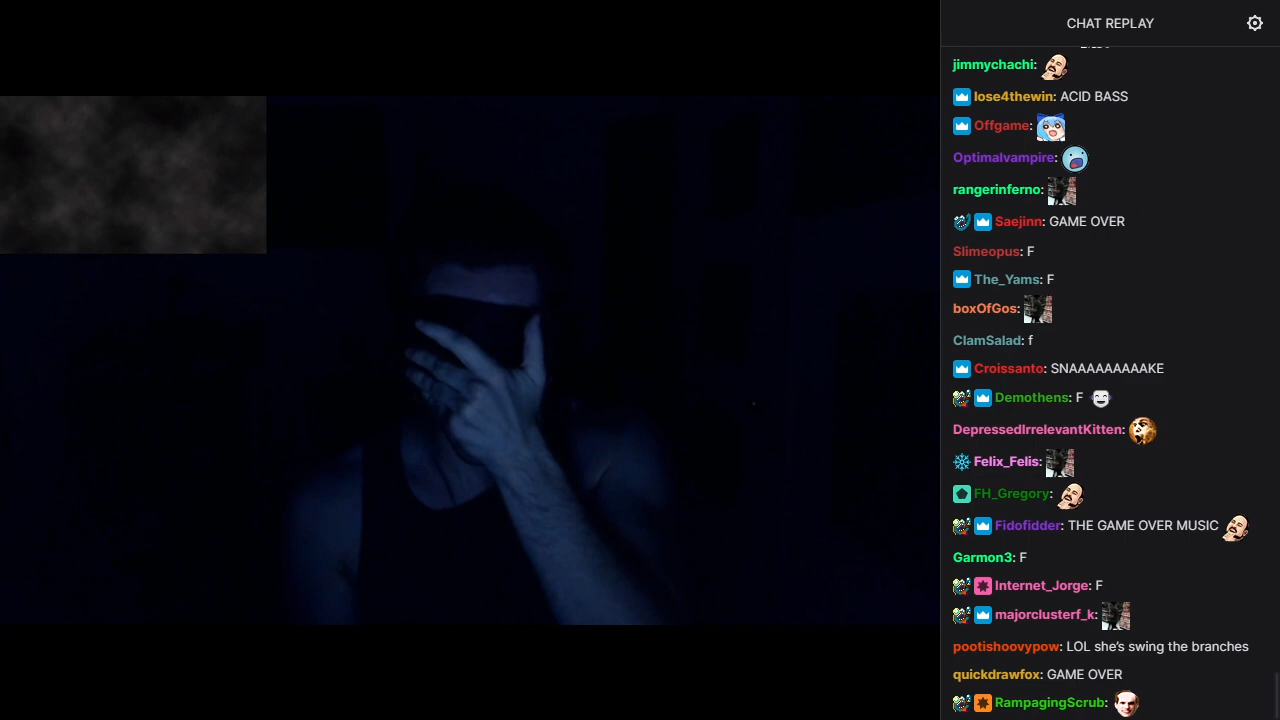 CHAT REPLAY
jimmychachi:
lose4thewin: ACID BASS
Offgame:
Optimalvampire:
rangerinferno:
Saejinn: GAME OVER
Slimeopus: F
The_Yams: F
boxOfGos:
ClamSalad: f
Croissanto: SNAAAAAAAAAKE
Demothens: F
DepressedIrrelevantKitten:
Felix_Felis:
FH_Gregory:
Fidofidder: THE GAME OVER MUSIC
Garmon3: F
Internet_Jorge: F
majorclusterf_k:
pootishoovypow: LOL she's swing the branches
quickdrawfox: GAME OVER
RampagingScrub: